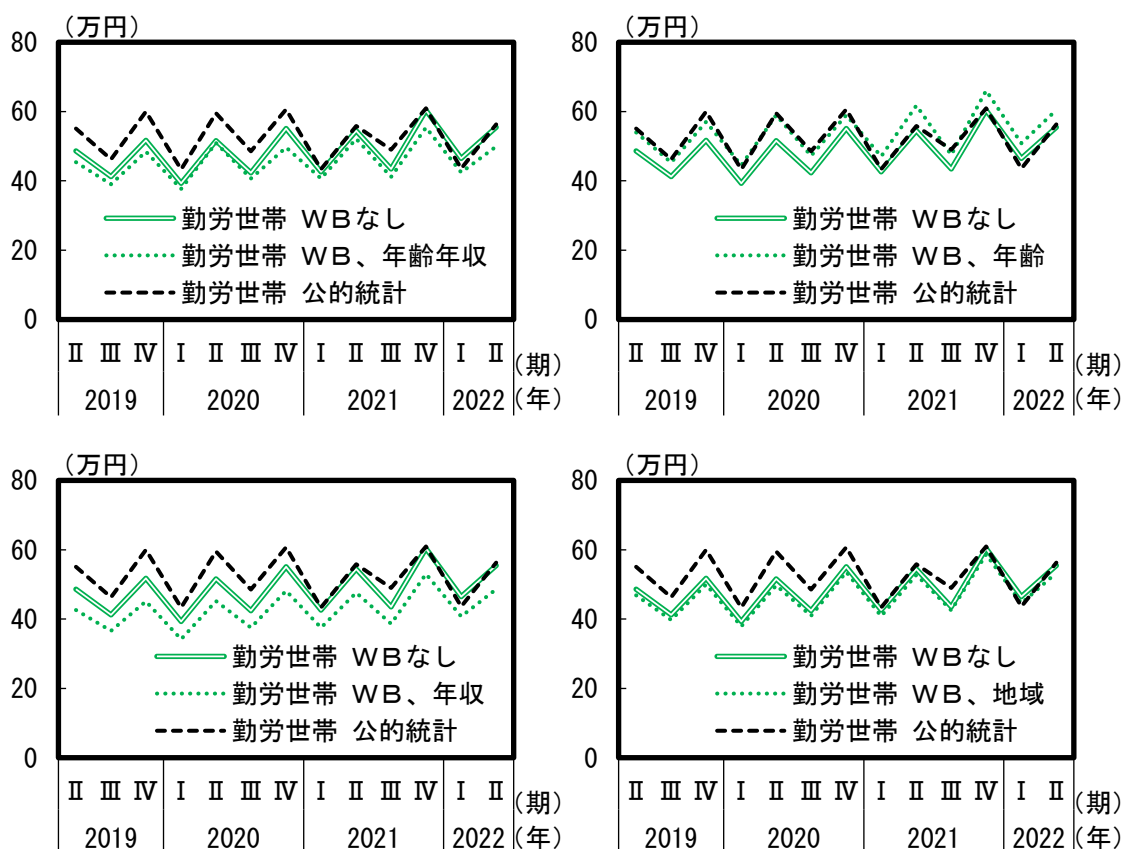 （万円）
80
60
40
20
0
勤労世帯 ＷＢなし
勤労世帯 ＷＢ、年齢年収
勤労世帯 公的統計
Ⅱ Ⅲ Ⅳ Ⅰ Ⅱ Ⅲ Ⅳ Ⅰ Ⅱ Ⅲ Ⅳ Ⅰ Ⅱ （期）
2019 2020 2021 2022 （年）
（万円）
80
60
40
20
0
勤労世帯 ＷＢなし
勤労世帯 ＷＢ、年齢
勤労世帯 公的統計
Ⅱ Ⅲ Ⅳ Ⅰ Ⅱ Ⅲ Ⅳ Ⅰ Ⅱ Ⅲ Ⅳ Ⅰ Ⅱ （期）
2019 2020 2021 2022 （年）
（万円）
80
60
40
20
0
勤労世帯 ＷＢなし
勤労世帯 ＷＢ、年収
勤労世帯 公的統計
Ⅱ Ⅲ Ⅳ Ⅰ Ⅱ Ⅲ Ⅳ Ⅰ Ⅱ Ⅲ Ⅳ Ⅰ Ⅱ （期）
2019 2020 2021 2022 （年）
（万円）
80
60
40
20
0
勤労世帯 ＷＢなし
勤労世帯 ＷＢ、地域
勤労世帯 公的統計
Ⅱ Ⅲ Ⅳ Ⅰ Ⅱ Ⅲ Ⅳ Ⅰ Ⅱ Ⅲ Ⅳ Ⅰ Ⅱ （期）
2019 2020 2021 2022 （年）